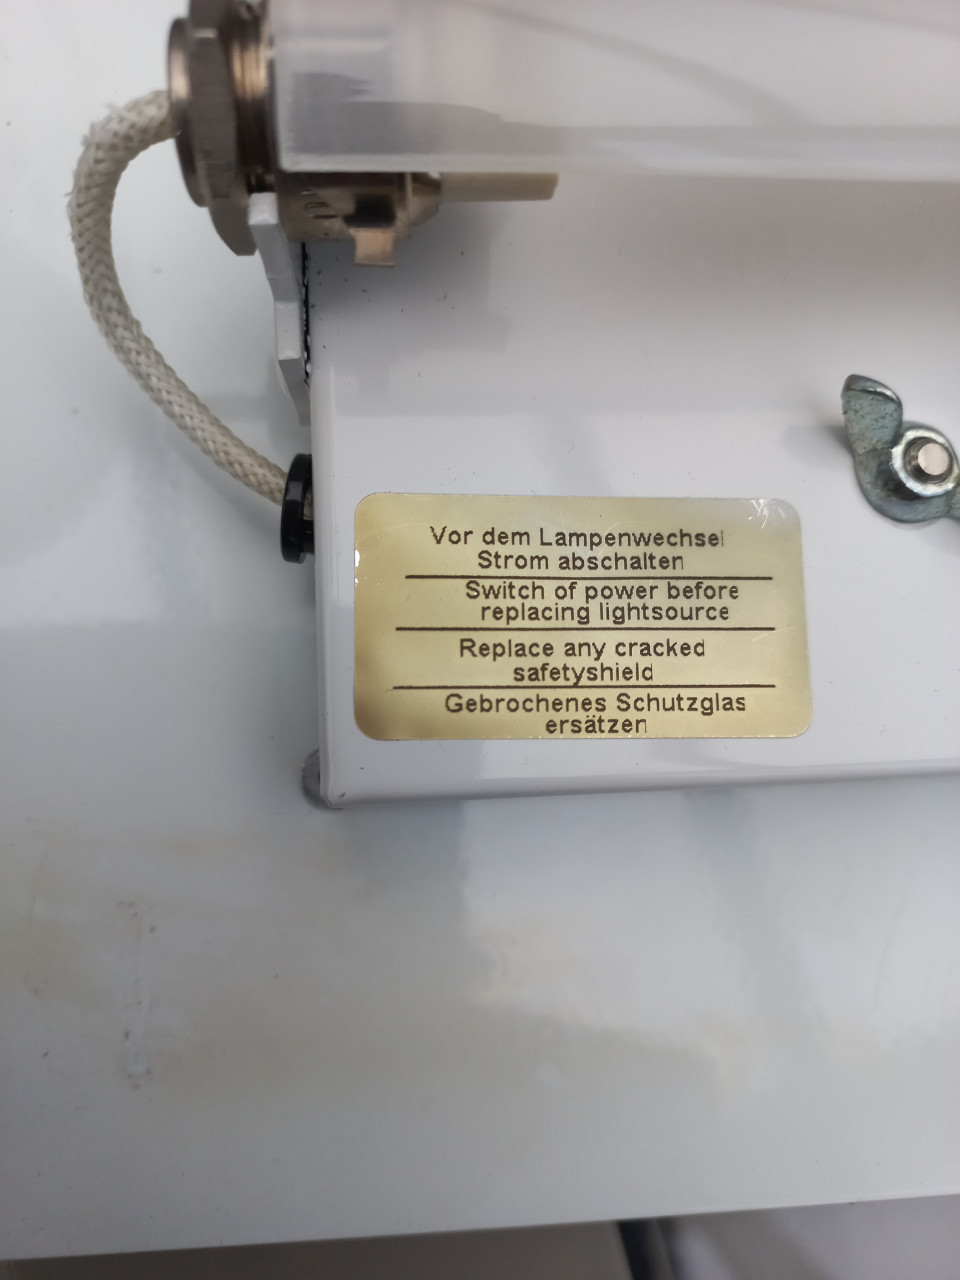 Vor dem Lampenwechsel
Strom abschalten
Switch of power before
replacing lightsource
Replace any cracked
safetyshield
Gebrochenes Schutzglas
ersätzen